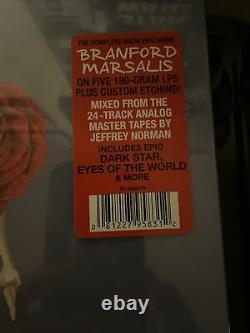 THE COMPLETE SHOW FEATURING
BRANFORD
MARSALIS
ON FIVE 180-GRAM LPS
PLUS CUSTOM ETCHING!
MIXED FROM THE
24-TRACK ANALOG
MASTER TAPES BY
JEFFREY NORMAN
INCLUDES EPIC
DARK STAR,
EYES OF THE WORLD
& MORE
0 81227 95831 2